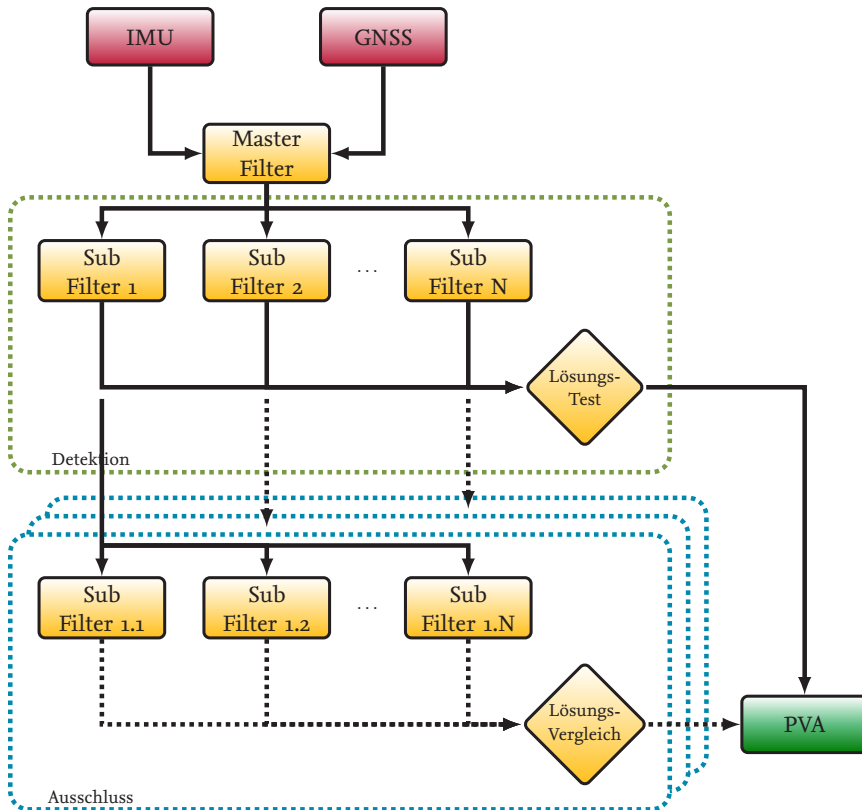 IMU
GNSS
Master
Filter
Sub
Filter 1
Sub
Filter 2
...
Sub
Filter N
Lösungs-
Test
Detektion
Sub
Filter 1.1
Sub
Filter 1.2
...
Sub
Filter 1.N
Lösungs-
Vergleich
PVA
Ausschluss